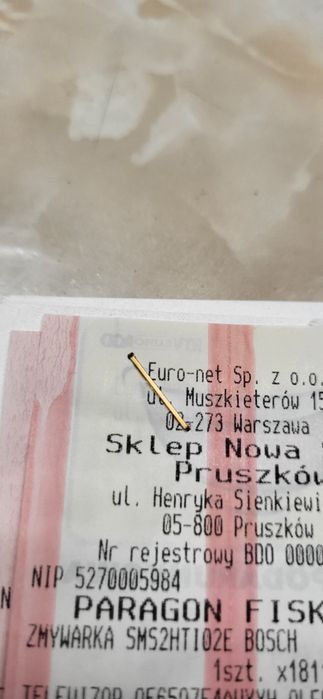 Euro-net Sp. z o.o.
ul. Muszkieterów 15
02-273 Warszawa
Sklep Nowa
Pruszków
ul. Henryka Sienkiewi
05-800 Pruszków
Nr rejestrowy BDO 0000
NIP 5270005984
N
PARAGON FISK
ZMYWARKA SMS2HTI02E BOSCH
1szt. x181
TELEWIZOR